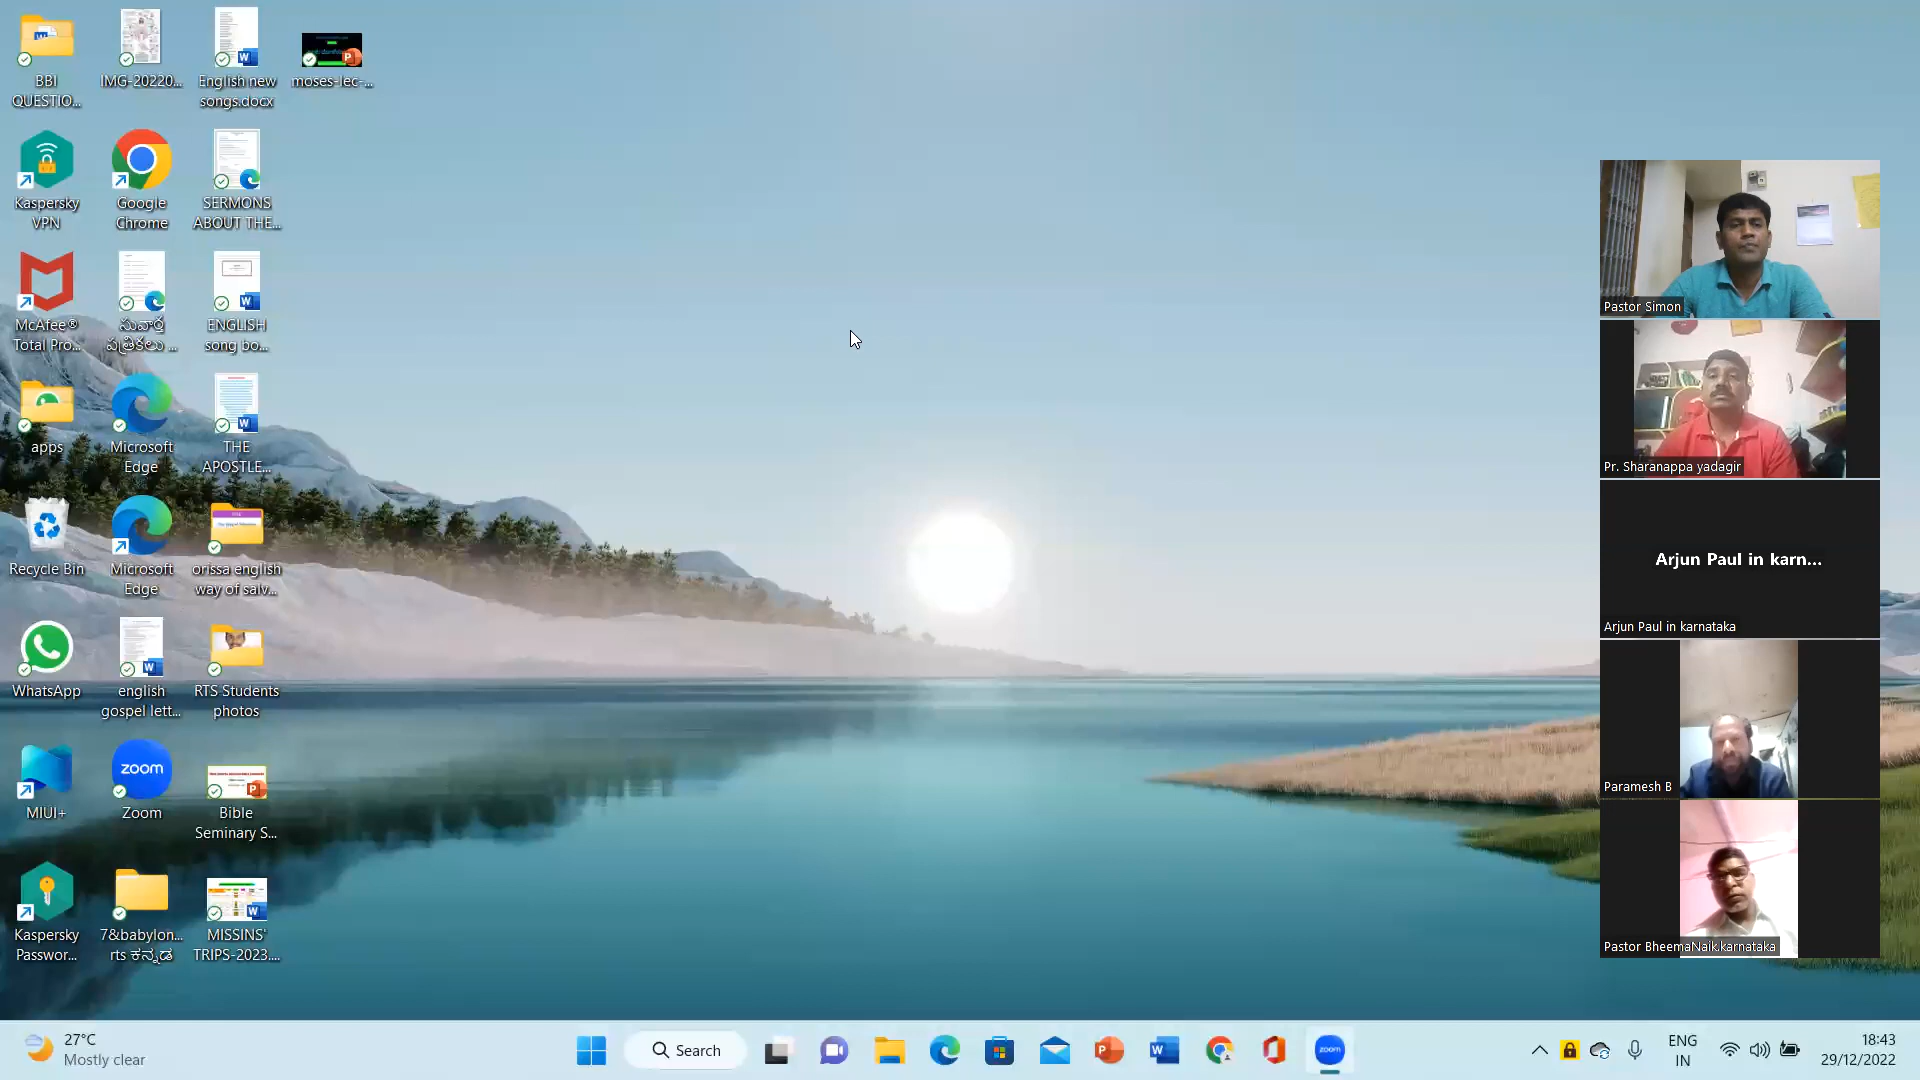 BBI
QUESTIO...
IMG-20220...
English new
songs.docx
moses-lec-...
Kaspersky
VPN
Google
Chrome
SERMONS
ABOUT THE...
McAfee®
Total Pro...
సువార్త
పత్రికలు ...
ENGLISH
song bo...
apps
Microsoft
Edge
THE
APOSTLE...
Recycle Bin
Microsoft
Edge
orissa english
way of salv...
WhatsApp
english
gospel lett...
RTS Students
photos
MIUI+
zoom
Zoom
Bible
Seminary S...
Kaspersky
Passwor...
7&babylon...
rts ಕನ್ನಡ
MISSINS'
TRIPS-2023....
Pastor Simon
Pr. Sharanappa yadagir
Arjun Paul in karn...
Arjun Paul in karnataka
Paramesh B
Pastor BheemaNaik.karnataka
27°C
Mostly clear
Search
zoom
ENG
IN
18:43
29/12/2022